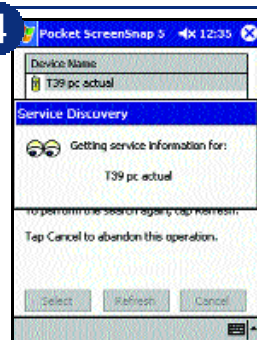 4
Pocket ScreenSnap 5 12:35
Device Name
T39 pc actual
Service Discovery
Getting service information for:
T39 pc actual
To perform the search again, tap Refresh.
Tap Cancel to abandon this operation.
Select Refresh Cancel